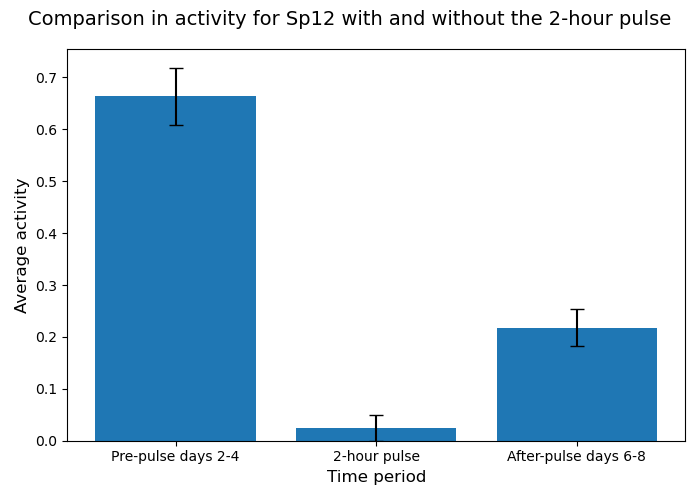 Comparison in activity for Sp12 with and without the 2-hour pulse
Average activity
0.7
0.6
0.5
0.4
0.3
0.2
0.1
0.0
Pre-pulse days 2-4
2-hour pulse
After-pulse days 6-8
Time period